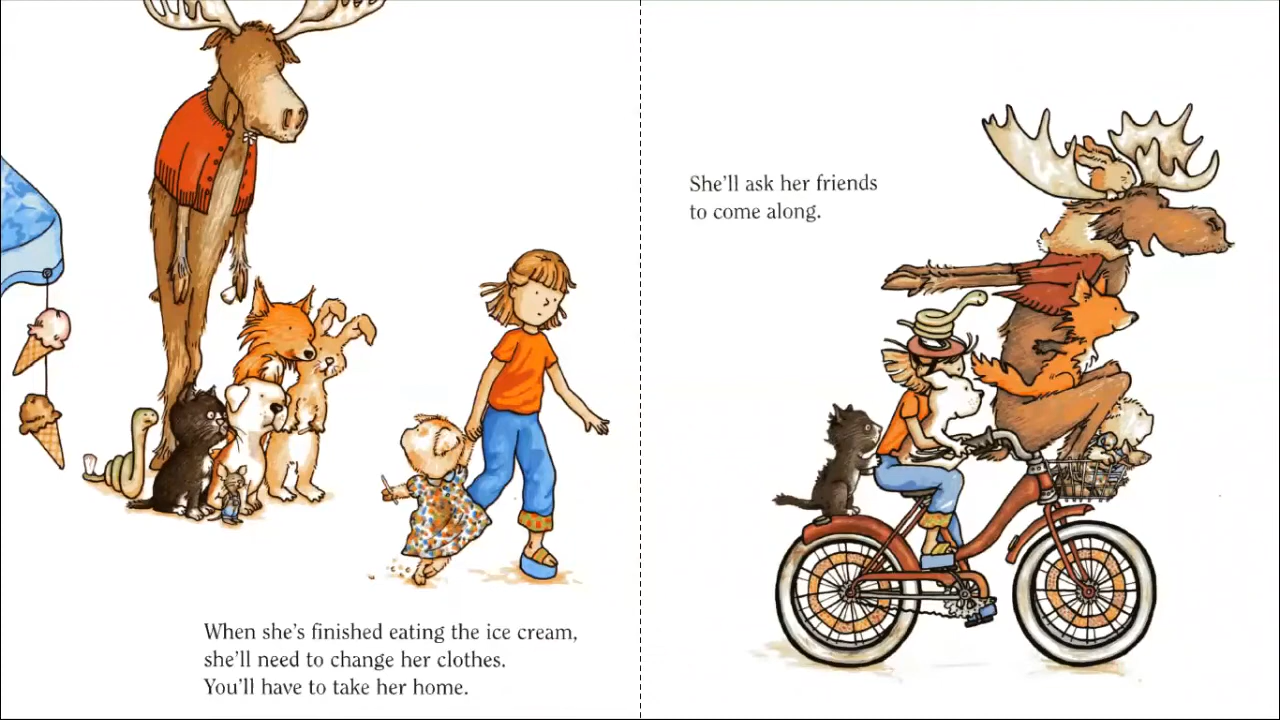 When she's finished eating the ice cream,
she'll need to change her clothes.
You'll have to take her home.
She'll ask her friends
to come along.